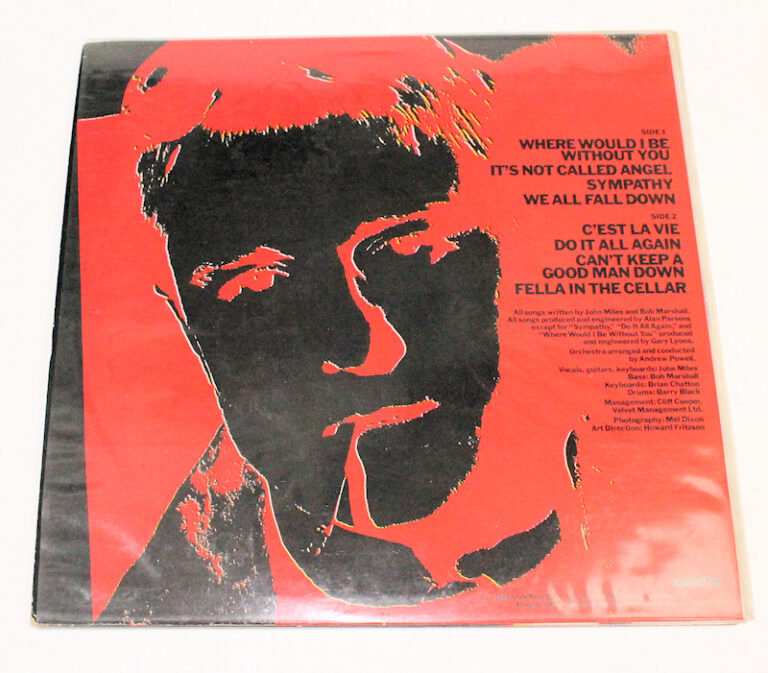 SIDE 1
WHERE WOULD I BE
WITHOUT YOU
IT'S NOT CALLED ANGEL
SYMPATHY
WE ALL FALL DOWN
SIDE 2
C'EST LA VIE
DO IT ALL AGAIN
CAN'T KEEP A
GOOD MAN DOWN
FELLA IN THE CELLAR
All songs written by John Miles and Bob Marshall.
All songs produced and engineered by Alan Parsons
except for "Sympathy," "Do It All Again," and
"Where Would I Be Without You" produced
and engineered by Gary Lyons.
Orchestra arranged and conducted
by Andrew Powell.
Vocals, guitars, keyboards: John Miles
Bass: Bob Marshall
Keyboards: Brian Chatton
Drums: Barry Black
Management: Cliff Cooper,
Velvet Management Ltd.
Photography: Mel Dixon
Art Direction: Howard Fritzson